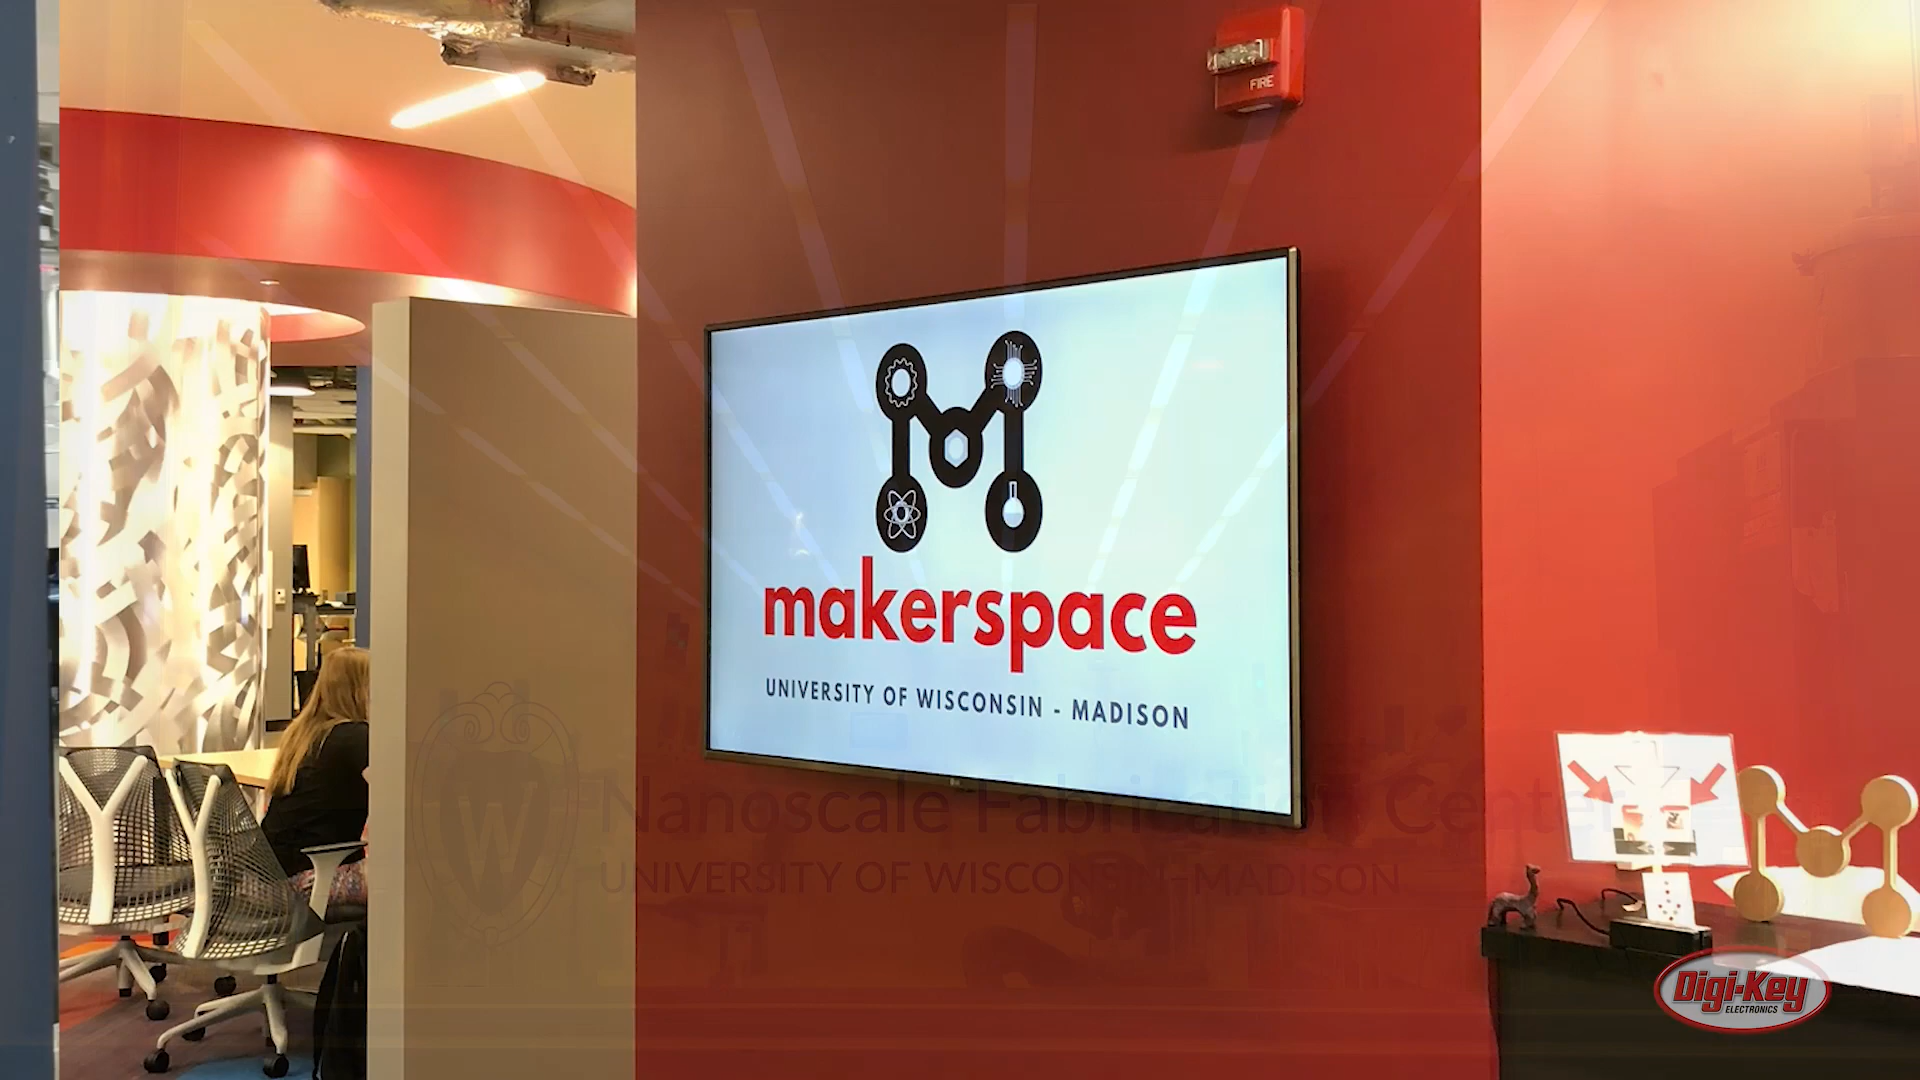 FIRE
makerspace
UNIVERSITY OF WISCONSIN - MADISON
W
Nanoscale Fabrication Center
UNIVERSITY OF WISCONSIN-MADISON
Digi-Key
ELECTRONICS